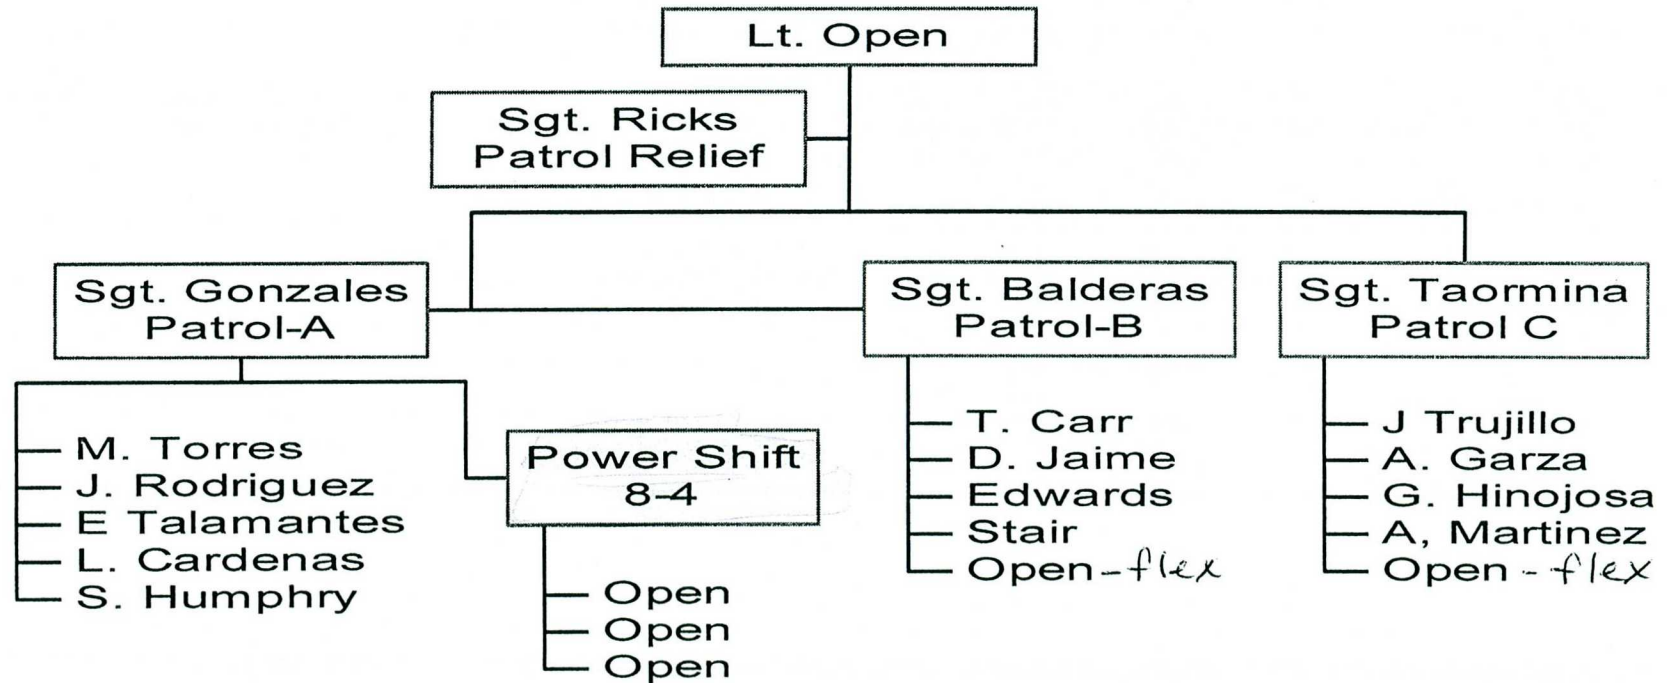 Lt. Open
Sgt. Ricks
Patrol Relief
Sgt. Gonzales
Patrol-A
M. Torres
J. Rodriguez
E Talamantes
L. Cardenas
S. Humphry
Power Shift
8-4
Open
Open
Open
Sgt. Balderas
Patrol-B
T. Carr
D. Jaime
Edwards
Stair
Open - flex
Sgt. Taormina
Patrol C
J Trujillo
A. Garza
G. Hinojosa
A, Martinez
Open - flex